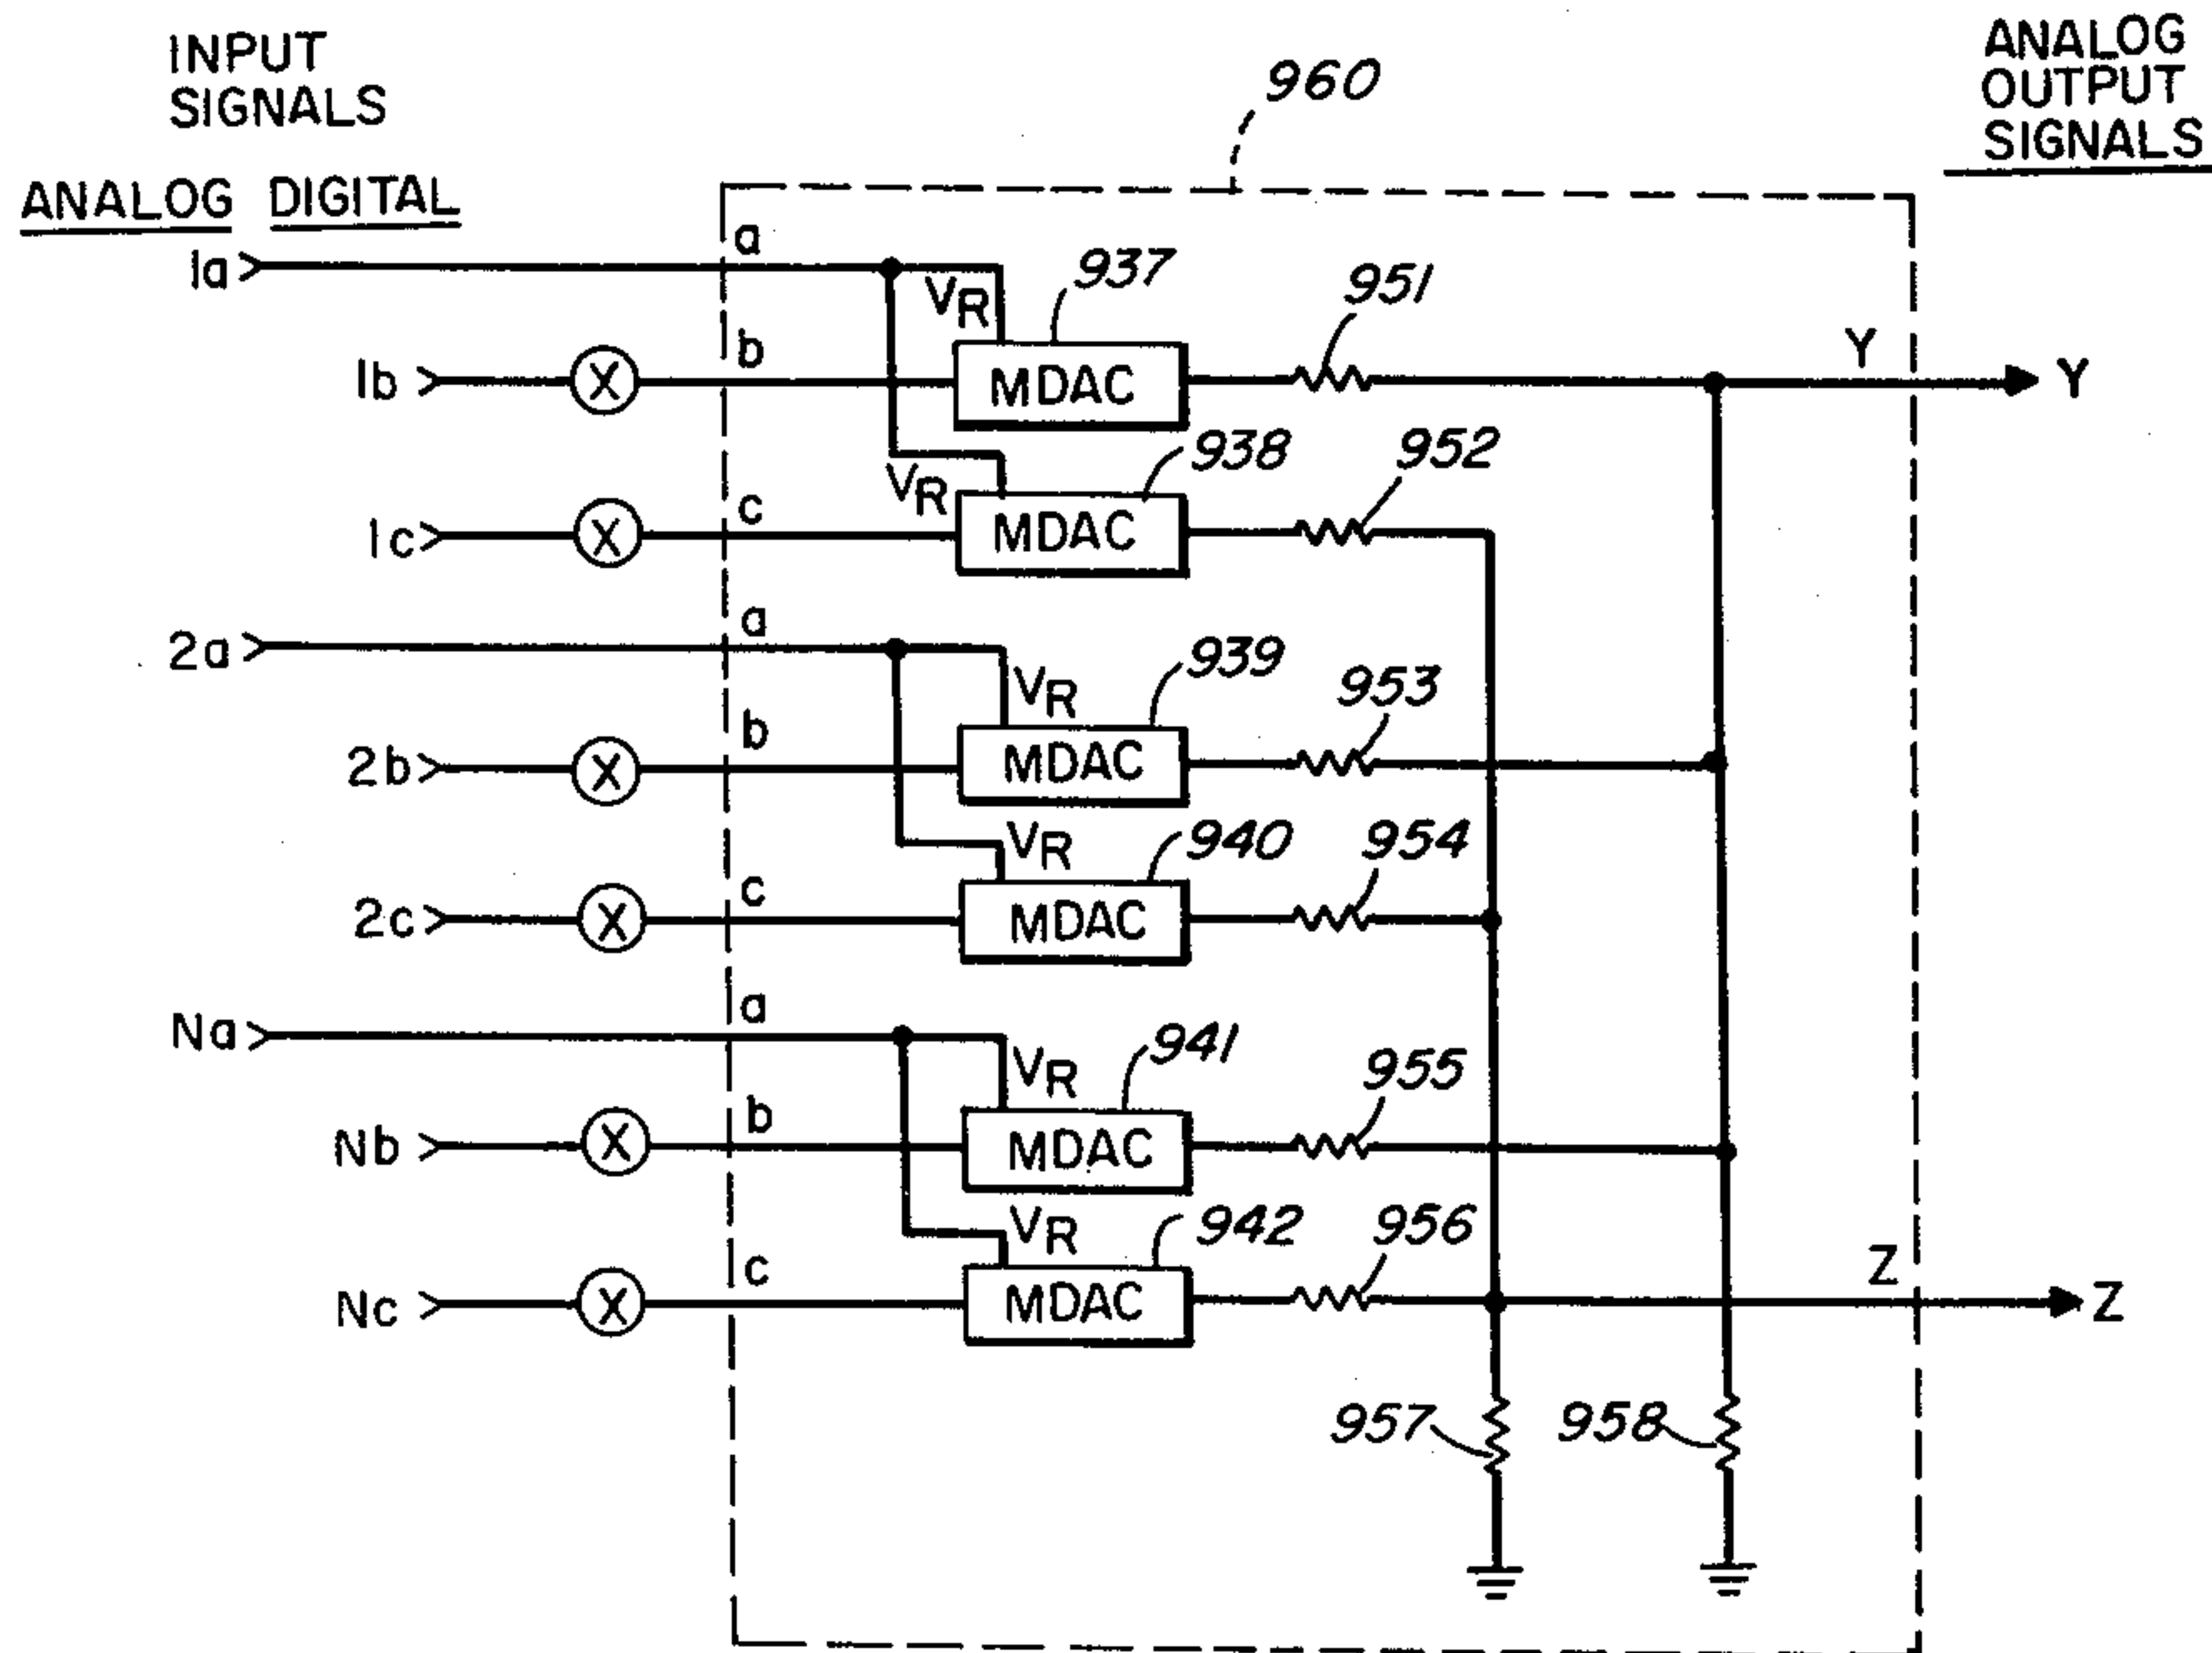 INPUT
SIGNALS
ANALOG DIGITAL
ANALOG
OUTPUT
SIGNALS
960
1a
a
VR
937
951
1b
X
b
MDAC
Y
Y
VR
938
952
1c
X
c
MDAC
2a
a
VR
939
953
2b
X
b
MDAC
VR
940
954
2c
X
c
MDAC
Na
a
VR
941
955
Nb
X
b
MDAC
VR
942
956
Nc
X
c
MDAC
Z
Z
957
958